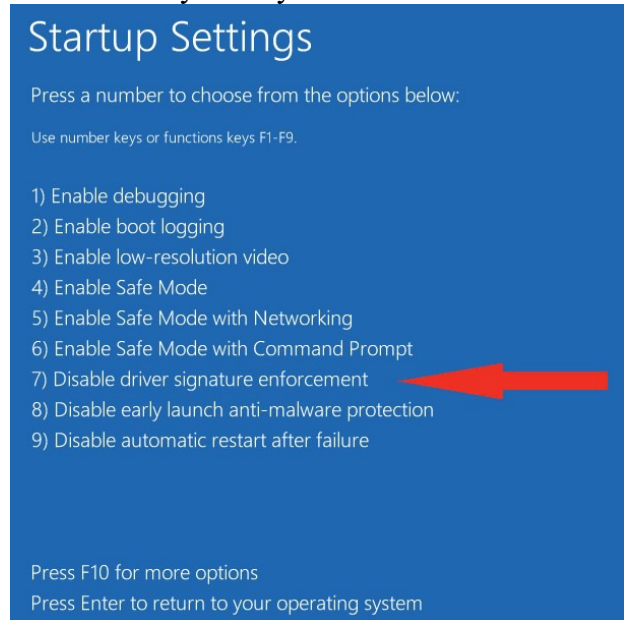 Startup Settings
Press a number to choose from the options below:
Use number keys or functions keys F1-F9.
1) Enable debugging
2) Enable boot logging
3) Enable low-resolution video
4) Enable Safe Mode
5) Enable Safe Mode with Networking
6) Enable Safe Mode with Command Prompt
7) Disable driver signature enforcement
8) Disable early launch anti-malware protection
9) Disable automatic restart after failure
Press F10 for more options
Press Enter to return to your operating system